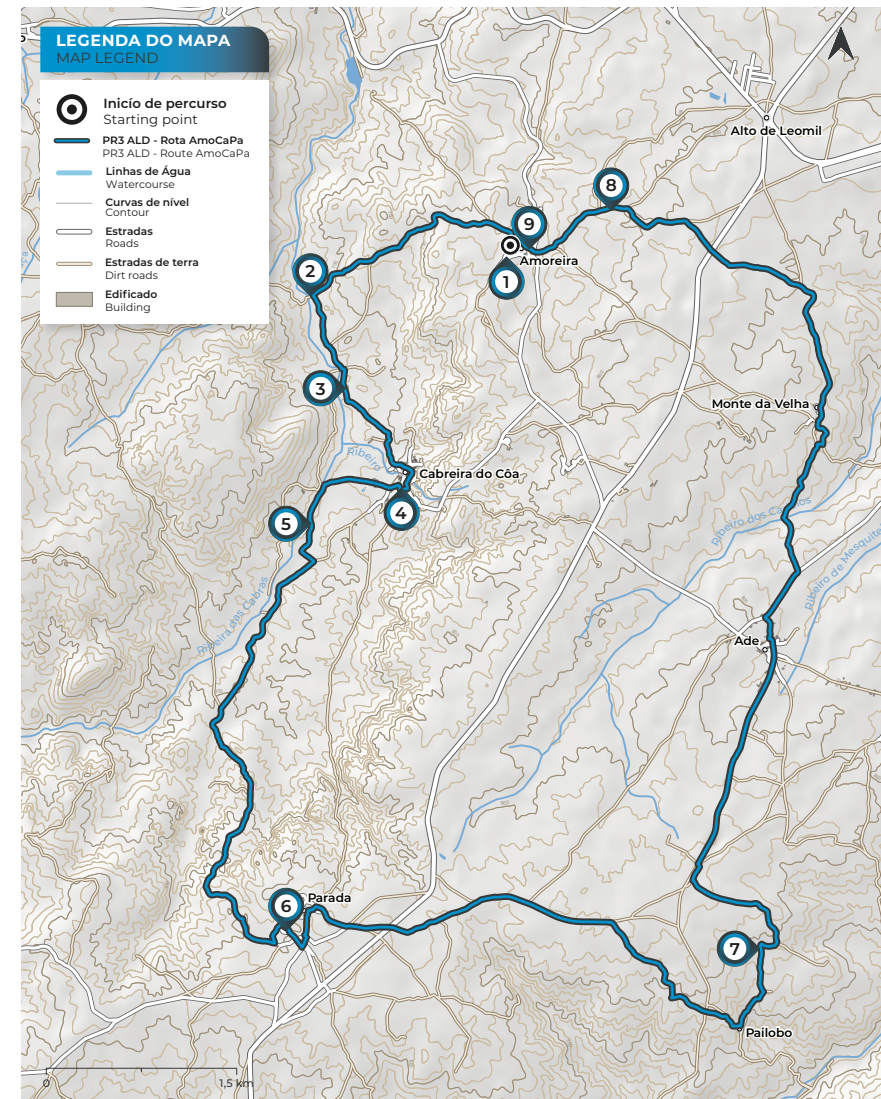 LEGENDA DO MAPA
MAP LEGEND
Inicío de percurso
Starting point
PR3 ALD - Rota AmoCaPa
PR3 ALD - Route AmoCaPa
Linhas de Água
Watercourse
Curvas de nível
Contour
Estradas
Roads
Estradas de terra
Dirt roads
Edificado
Building
Alto de Leomil
8
9
Amoreira
1
2
3
Monte da Velha
Ribeiro
Cabreira do Côa
4
5
Ribeiro dos Cabritos
Ribeiro de Mesquite
Ribeira das Cabras
Ade
Parada
6
7
Pailobo
0
1,5 km